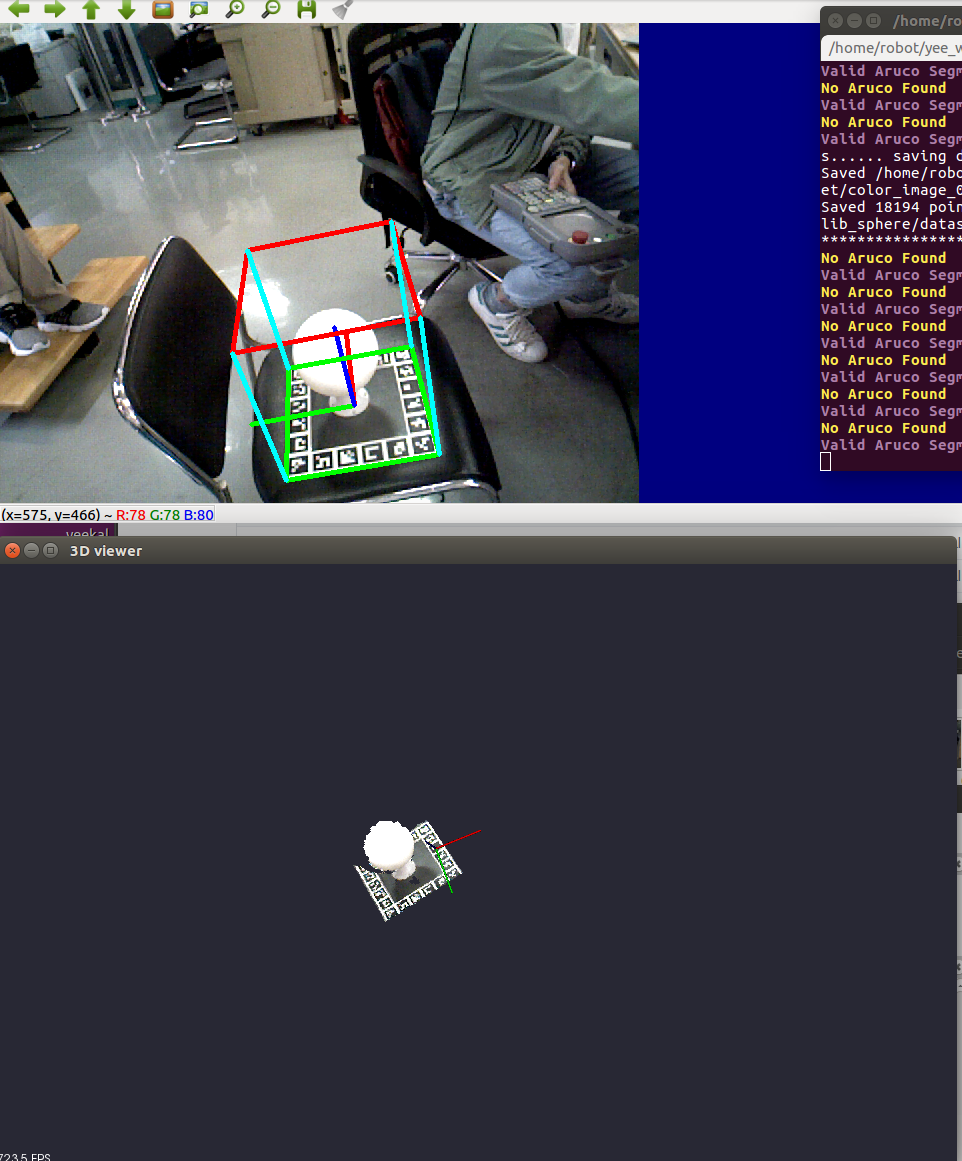 /home/ro
/home/robot/yee_w
Valid Aruco Segm
No Aruco Found
Valid Aruco Segm
No Aruco Found
Valid Aruco Segm
s...... saving
Saved /home/robo
et/color_image_0
Saved 18194 poin
lib_sphere/datas
*****************
No Aruco Found
Valid Aruco Segm
No Aruco Found
Valid Aruco Segm
No Aruco Found
Valid Aruco Segm
No Aruco Found
Valid Aruco Segm
No Aruco Found
Valid Aruco Segm
No Aruco Found
Valid Aruco Segm
(x=575, y=466) ~ R:78 G:78 B:80
3D viewer
FPS